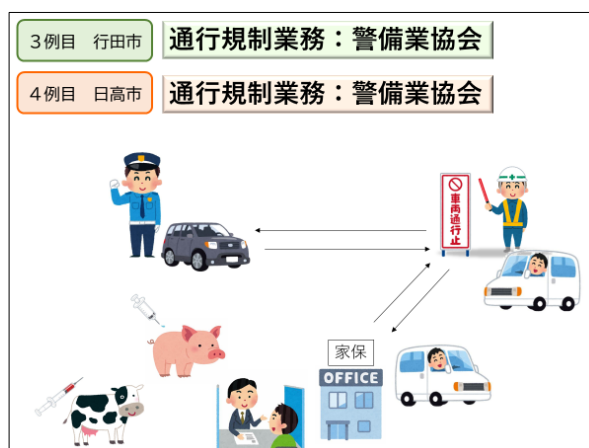 ３例目　行田市
通行規制業務：警備業協会
４例目　日高市
通行規制業務：警備業協会
車両通行止
家保
OFFICE